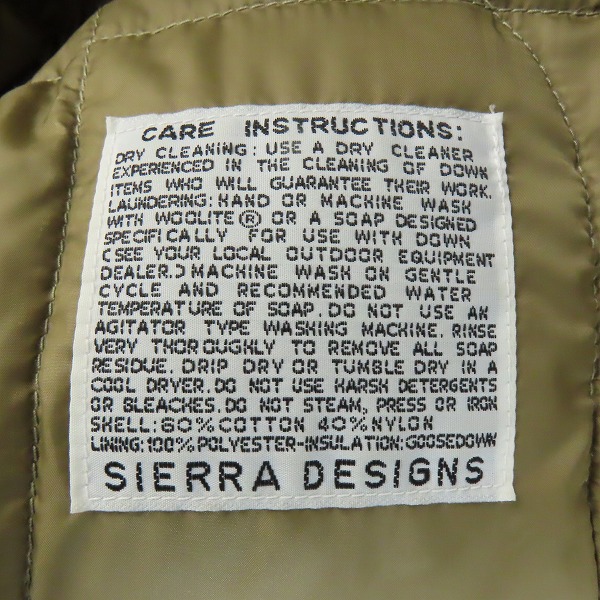 CARE INSTRUCTIONS:
DRY CLEANING: USE A DRY CLEANER
EXPERIENCED IN THE CLEANING OF DOWN
ITEMS WHO WILL GUARANTEE THEIR WORK.
LAUNDERING: HAND OR MACHINE WASH
WITH WOOLITE® OR A SOAP DESIGNED
SPECIFICALLY FOR USE WITH DOWN
(SEE YOUR LOCAL OUTDOOR EQUIPMENT
DEALER.) MACHINE WASH ON GENTLE
CYCLE AND RECOMMENDED WATER
TEMPERATURE OF SOAP. DO NOT USE AN
AGITATOR TYPE WASHING MACHINE. RINSE
VERY THOROUGHLY TO REMOVE ALL SOAP
RESIDUE. DRIP DRY OR TUMBLE DRY IN A
COOL DRYER. DO NOT USE HARSH DETERGENTS
OR BLEACHES. DO NOT STEAM, PRESS OR IRON
SHELL: 60% COTTON 40% NYLON
LINING: 100% POLYESTER-INSULATION: GOOSEDOWN
SIERRA DESIGNS